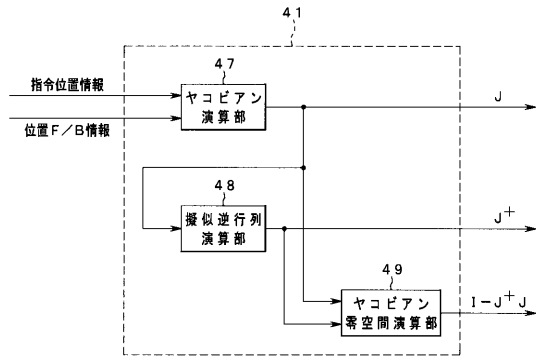 41
指令位置情報
位置F/B情報
47
ヤコビアン
演算部
J
48
擬似逆行列
演算部
J+
49
ヤコビアン
零空間演算部
I-J+J